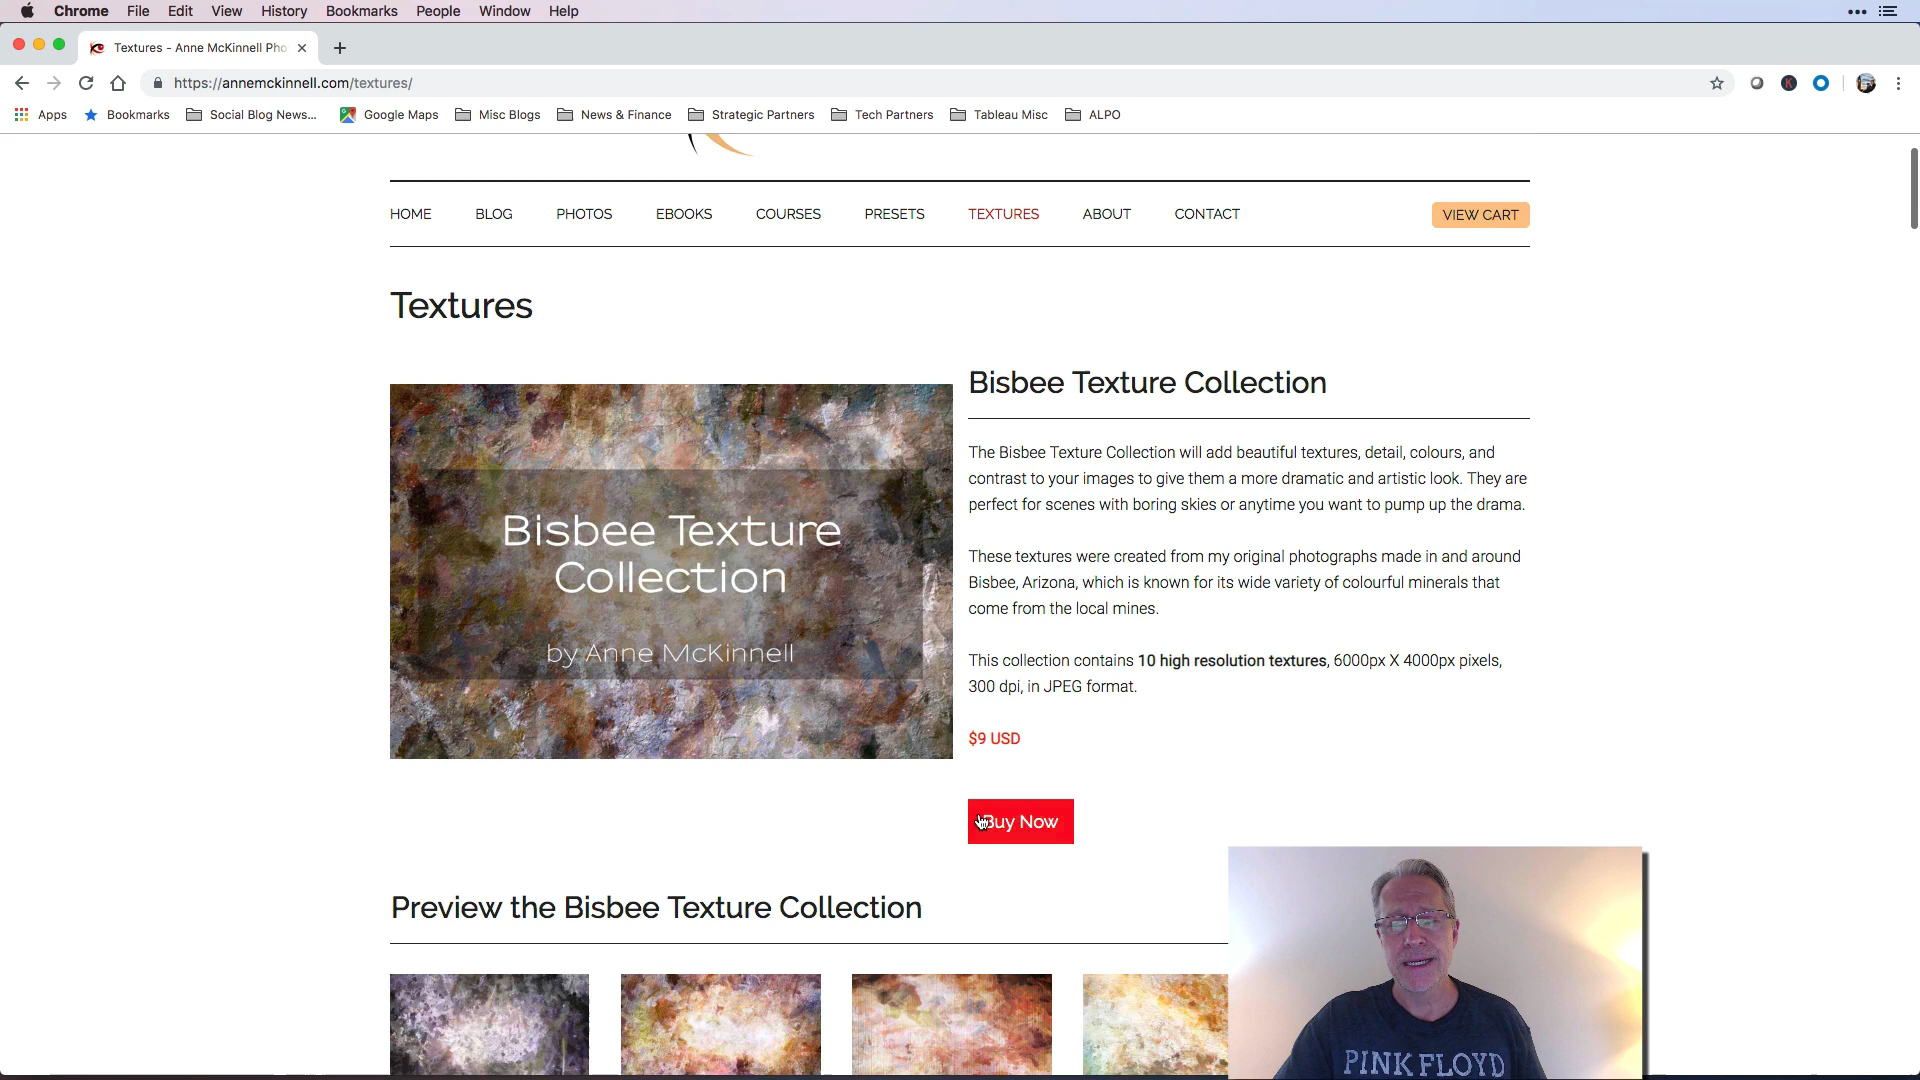 Chrome File Edit View History Bookmarks People Window Help
Textures - Anne McKinnell Pho
https://annemckinnell.com/textures/
Apps Bookmarks Social Blog News... Google Maps Misc Blogs News & Finance Strategic Partners Tech Partners Tableau Misc ALPO
HOME BLOG PHOTOS EBOOKS COURSES PRESETS TEXTURES ABOUT CONTACT VIEW CART
Textures
Bisbee Texture
Collection
by Anne McKinnell
Bisbee Texture Collection
The Bisbee Texture Collection will add beautiful textures, detail, colours, and
contrast to your images to give them a more dramatic and artistic look. They are
perfect for scenes with boring skies or anytime you want to pump up the drama.
These textures were created from my original photographs made in and around
Bisbee, Arizona, which is known for its wide variety of colourful minerals that
come from the local mines.
This collection contains 10 high resolution textures, 6000px X 4000px pixels,
300 dpi, in JPEG format.
$9 USD
Buy Now
Preview the Bisbee Texture Collection
PINK FLOYD